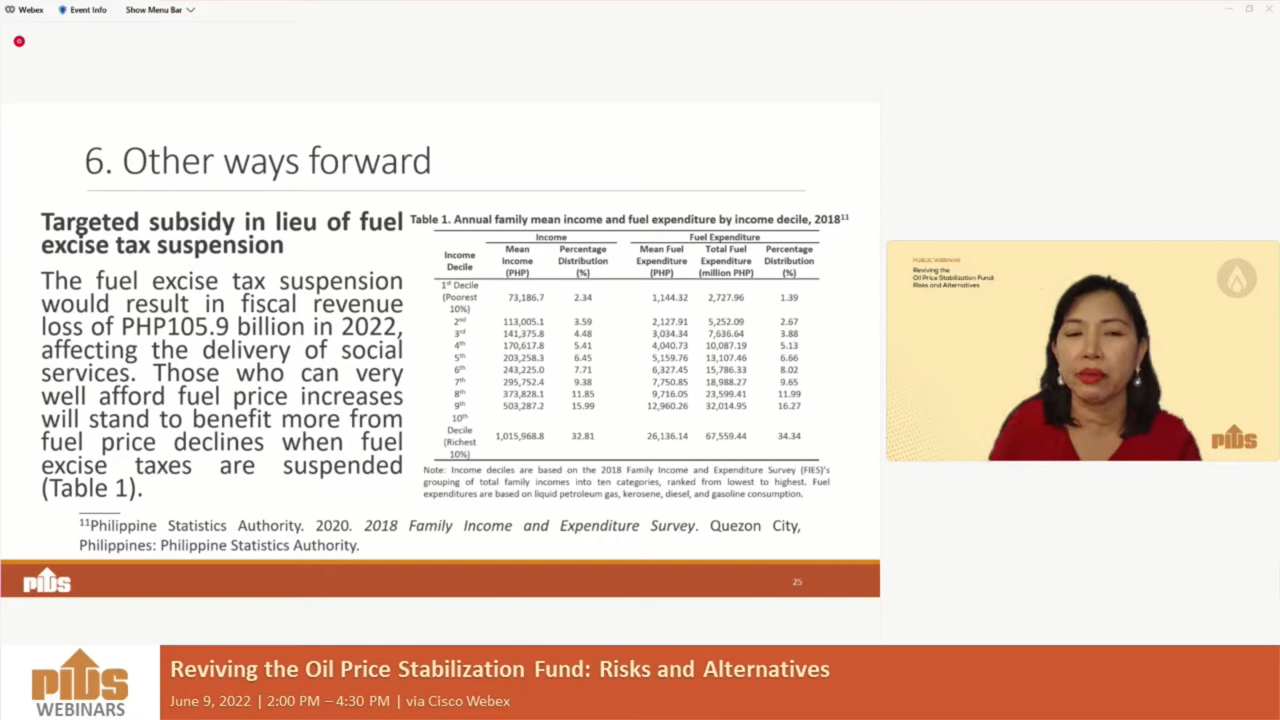 Webex Event Info Show Menu Bar
6. Other ways forward
Targeted subsidy in lieu of fuel
excise tax suspension
The fuel excise tax suspension
would result in fiscal revenue
loss of PHP105.9 billion in 2022,
affecting the delivery of social
services. Those who can very
well afford fuel price increases
will stand to benefit more from
fuel price declines when fuel
excise taxes are suspended
(Table 1).
Table 1. Annual family mean income and fuel expenditure by income decile, 2018¹¹
Income Fuel Expenditure
Income Decile Mean Income (PHP) Percentage Distribution (%) Mean Fuel Expenditure (PHP) Total Fuel Expenditure (million PHP) Percentage Distribution (%)
1st Decile (Poorest 10%) 73,186.7 2.34 1,144.32 2,727.96 1.39
2nd 113,005.1 3.59 2,127.91 5,252.09 2.67
3rd 141,375.8 4.48 3,034.34 7,636.64 3.88
4th 170,617.8 5.41 4,040.73 10,087.19 5.13
5th 203,258.3 6.45 5,159.76 13,107.46 6.66
6th 243,225.0 7.71 6,327.45 15,786.33 8.02
7th 295,752.4 9.38 7,750.85 18,988.27 9.65
8th 373,828.1 11.85 9,716.05 23,599.41 11.99
9th 503,287.2 15.99 12,960.26 32,014.95 16.27
10th Decile (Richest 10%) 1,015,968.8 32.81 26,136.14 67,559.44 34.34
Note: Income deciles are based on the 2018 Family Income and Expenditure Survey (FIES)'s
grouping of total family incomes into ten categories, ranked from lowest to highest. Fuel
expenditures are based on liquid petroleum gas, kerosene, diesel, and gasoline consumption.
¹¹Philippine Statistics Authority. 2020. 2018 Family Income and Expenditure Survey. Quezon City,
Philippines: Philippine Statistics Authority.
PIDS
25
PUBLIC WEBINAR
Reviving the
Oil Price Stabilization Fund:
Risks and Alternatives
PIDS
PIDS
WEBINARS
Reviving the Oil Price Stabilization Fund: Risks and Alternatives
June 9, 2022 | 2:00 PM – 4:30 PM | via Cisco Webex